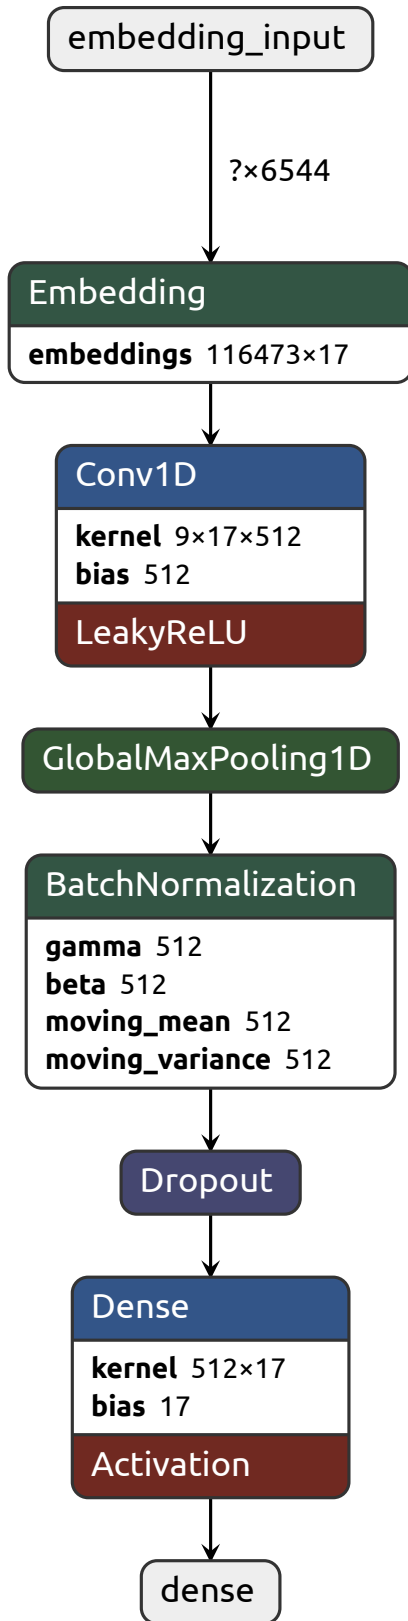 embedding_input
?×6544
Embedding
embeddings 116473×17
Conv1D
kernel 9×17×512
bias 512
LeakyReLU
GlobalMaxPooling1D
BatchNormalization
gamma 512
beta 512
moving_mean 512
moving_variance 512
Dropout
Dense
kernel 512×17
bias 17
Activation
dense